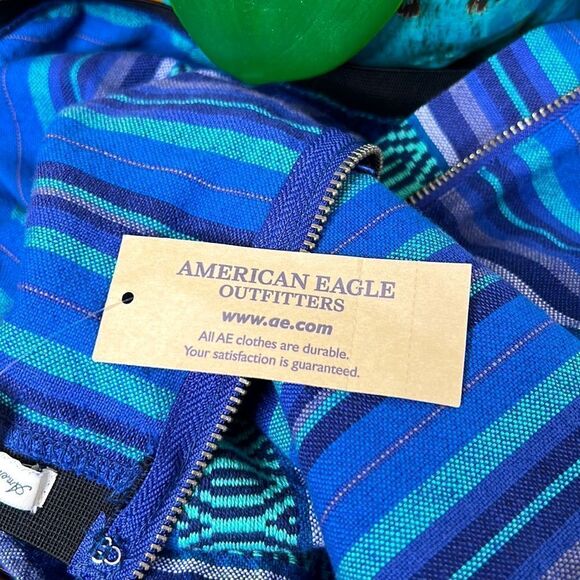 AMERICAN EAGLE
OUTFITTERS
www.ae.com
All AE clothes are durable.
Your satisfaction is guaranteed.